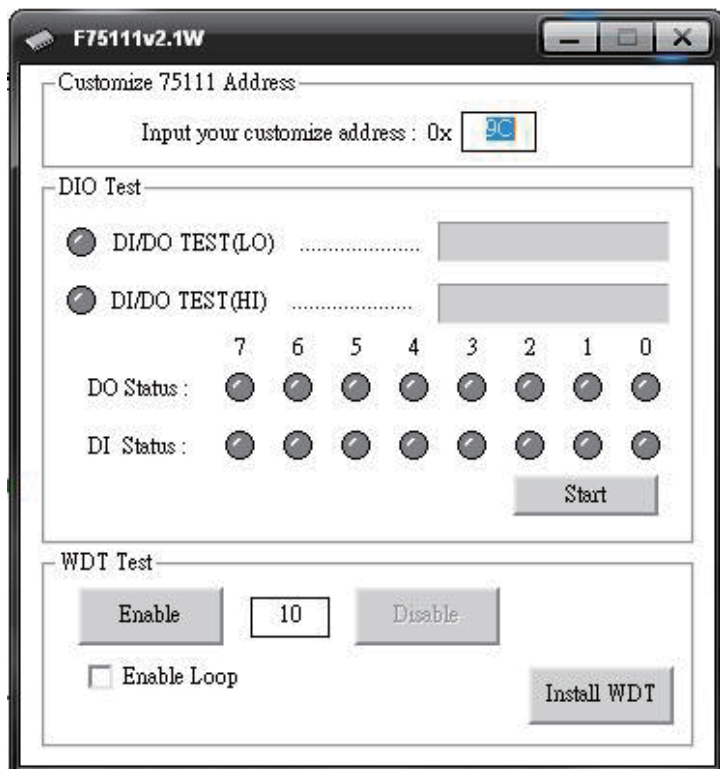 F75111v2.1W
Customize 75111 Address
Input your customize address : 0x 9C
DIO Test
DI/DO TEST(LO) .....................
DI/DO TEST(HI) .....................
7 6 5 4 3 2 1 0
DO Status :
DI Status :
Start
WDT Test
Enable 10 Disable
Enable Loop
Install WDT